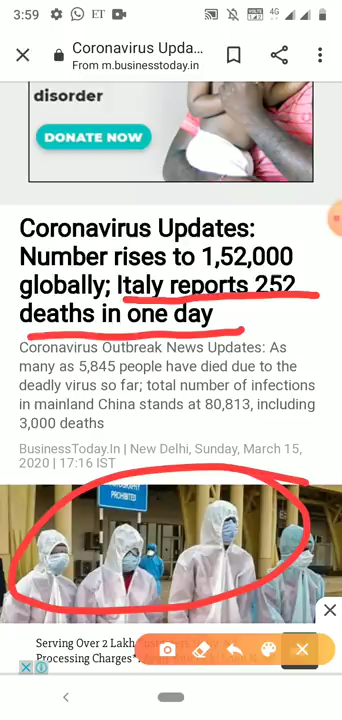 3:59 ET 4G
Coronavirus Upda...
From m.businesstoday.in
disorder
DONATE NOW
Coronavirus Updates:
Number rises to 1,52,000
globally; Italy reports 252
deaths in one day
Coronavirus Outbreak News Updates: As
many as 5,845 people have died due to the
deadly virus so far; total number of infections
in mainland China stands at 80,813, including
3,000 deaths
BusinessToday.In | New Delhi, Sunday, March 15,
2020 | 17:16 IST
PROHIBITED
Serving Over 2 Lakh
Processing Charges*